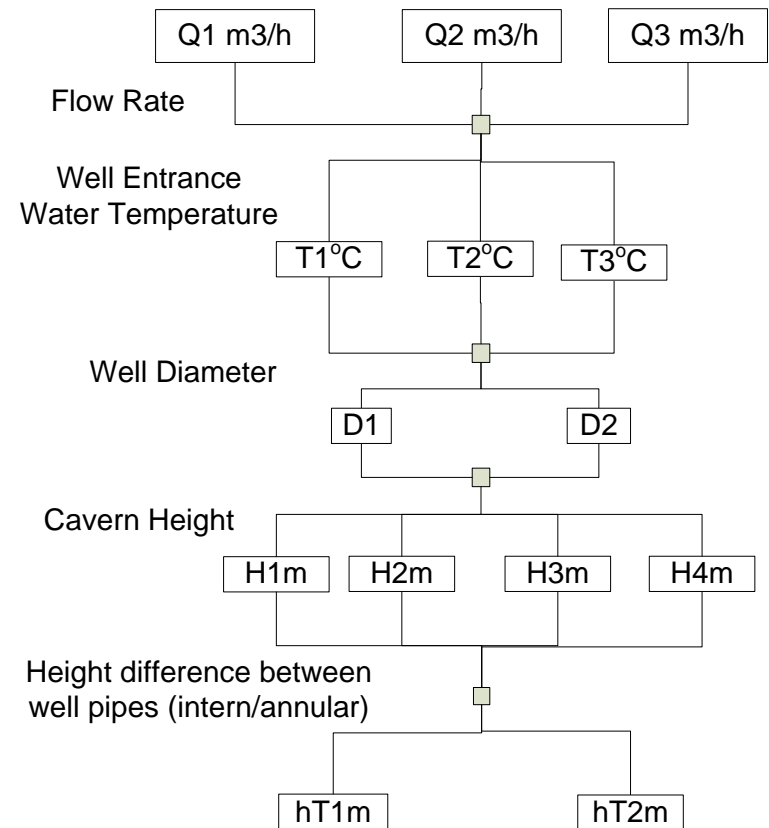 Q1 m3/h
Q2 m3/h
Q3 m3/h
Flow Rate
Well Entrance
Water Temperature
T1°C
T2°C
T3°C
Well Diameter
D1
D2
Cavern Height
H1m
H2m
H3m
H4m
Height difference between
well pipes (intern/annular)
hT1m
hT2m